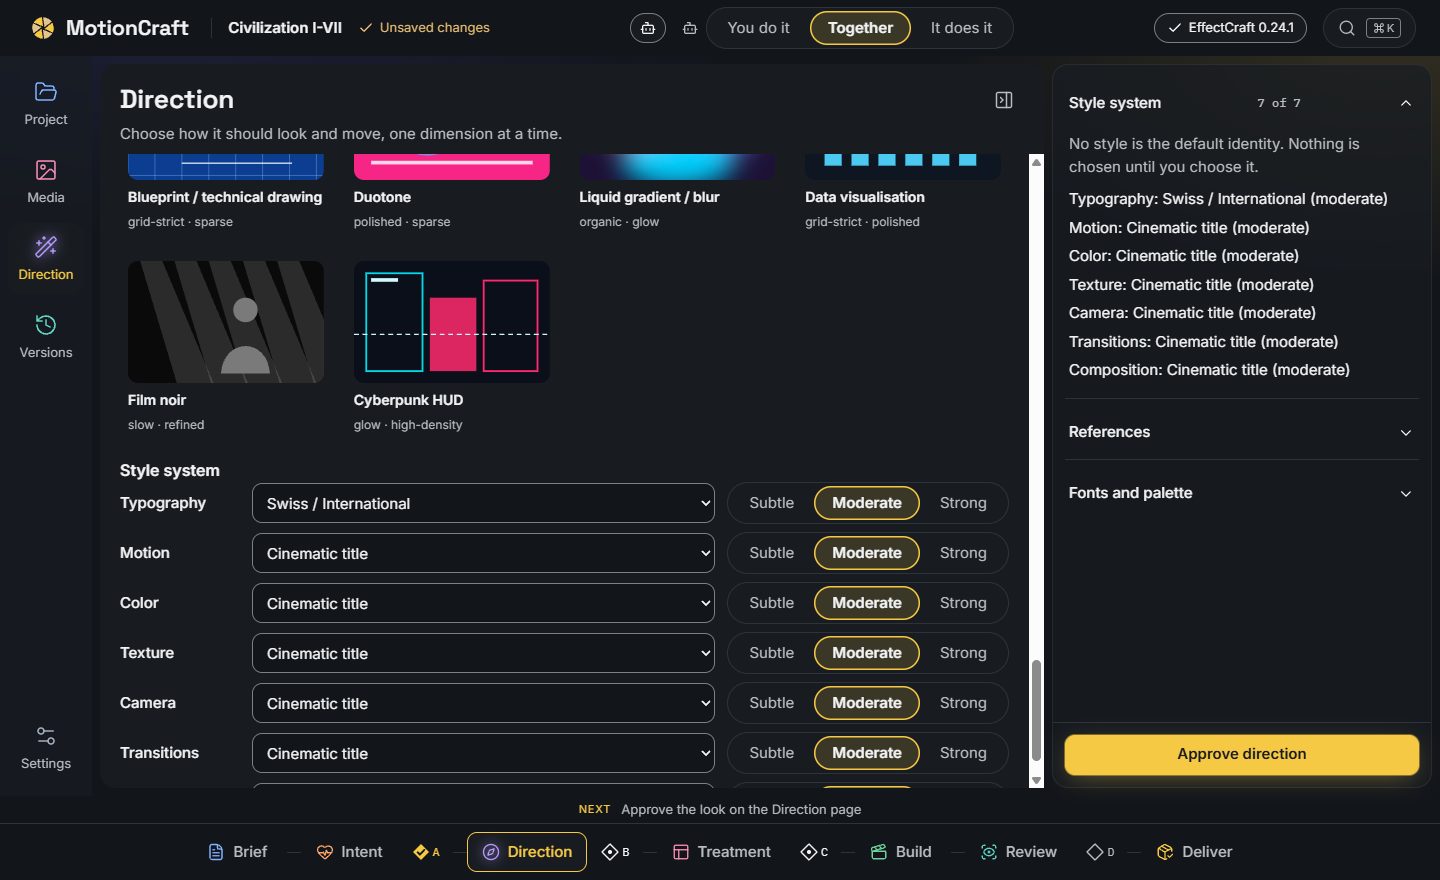 MotionCraft
Civilization I-VII
Unsaved changes
You do it
Together
It does it
EffectCraft 0.24.1
⌘K
Project
Media
Direction
Versions
Settings
Direction
Choose how it should look and move, one dimension at a time.
Blueprint / technical drawing
grid-strict · sparse
Duotone
polished · sparse
Liquid gradient / blur
organic · glow
Data visualisation
grid-strict · polished
Film noir
slow · refined
Cyberpunk HUD
glow · high-density
Style system
Typography
Swiss / International
Subtle
Moderate
Strong
Motion
Cinematic title
Subtle
Moderate
Strong
Color
Cinematic title
Subtle
Moderate
Strong
Texture
Cinematic title
Subtle
Moderate
Strong
Camera
Cinematic title
Subtle
Moderate
Strong
Transitions
Cinematic title
Subtle
Moderate
Strong
Style system
7 of 7
No style is the default identity. Nothing is
chosen until you choose it.
Typography: Swiss / International (moderate)
Motion: Cinematic title (moderate)
Color: Cinematic title (moderate)
Texture: Cinematic title (moderate)
Camera: Cinematic title (moderate)
Transitions: Cinematic title (moderate)
Composition: Cinematic title (moderate)
References
Fonts and palette
Approve direction
NEXT Approve the look on the Direction page
Brief
Intent
A
Direction
B
Treatment
C
Build
Review
D
Deliver